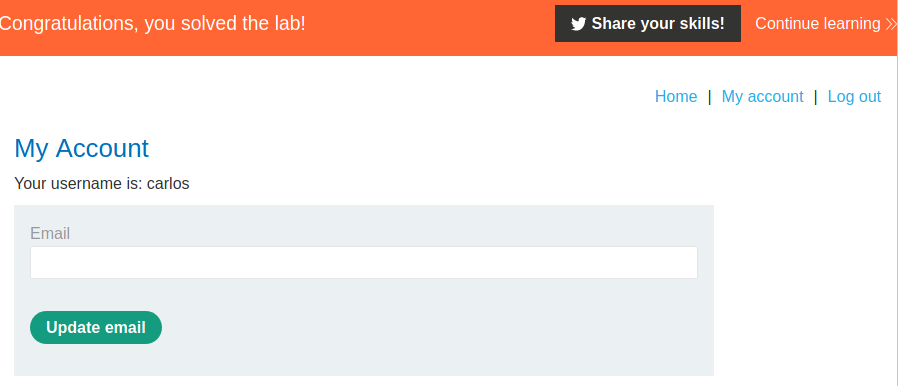 Congratulations, you solved the lab!
Share your skills!
Continue learning
Home | My account | Log out
My Account
Your username is: carlos
Email
Update email